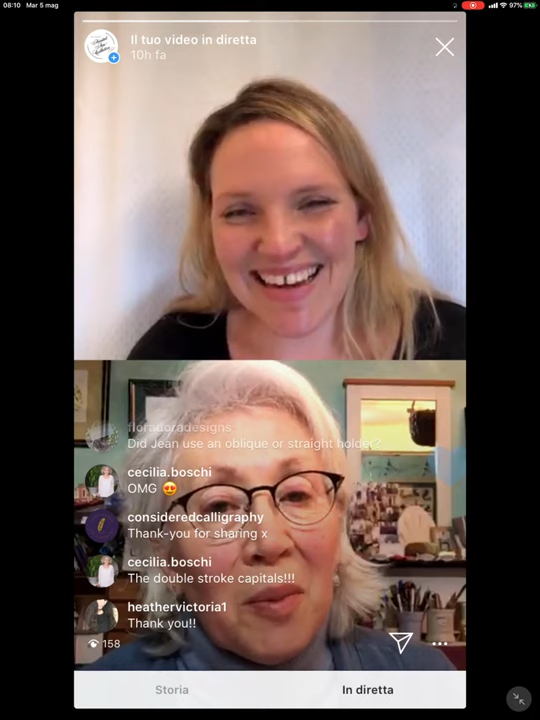 08:10 Mar 5 mag
97%
Il tuo video in diretta
10h fa
floraderadesigns
Did Jean use an oblique or straight holder?
cecilia.boschi
OMG 😍
consideredcalligraphy
Thank-you for sharing x
cecilia.boschi
The double stroke capitals!!!
heathervictoria1
Thank you!!
158
Storia
In diretta